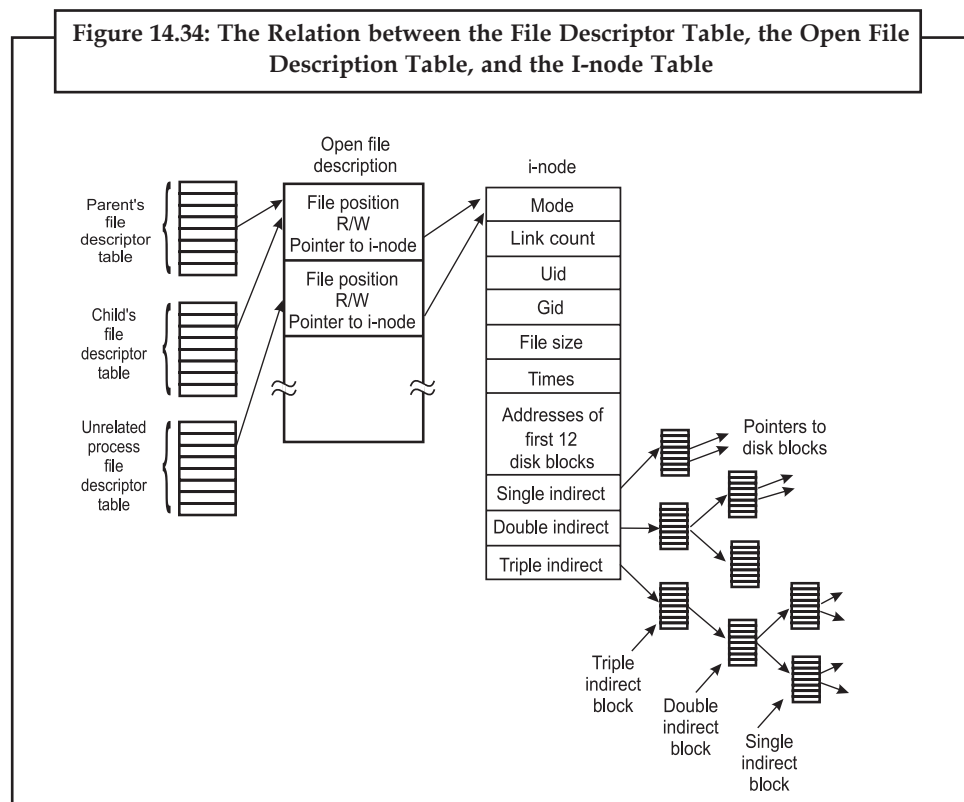 Figure 14.34: The Relation between the File Descriptor Table, the Open File
Description Table, and the I-node Table
Open file
description
i-node
Parent's
file
descriptor
table
File position
R/W
Pointer to i-node
File position
R/W
Pointer to i-node
Child's
file
descriptor
table
Unrelated
process
file
descriptor
table
Mode
Link count
Uid
Gid
File size
Times
Addresses of
first 12
disk blocks
Single indirect
Double indirect
Triple indirect
Pointers to
disk blocks
Triple
indirect
block
Double
indirect
block
Single
indirect
block